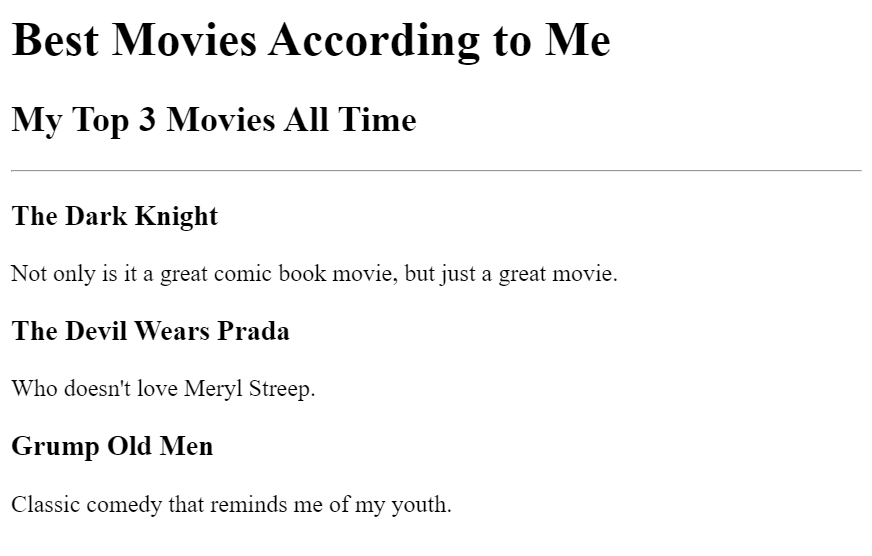 Best Movies According to Me
My Top 3 Movies All Time
The Dark Knight
Not only is it a great comic book movie, but just a great movie.
The Devil Wears Prada
Who doesn't love Meryl Streep.
Grump Old Men
Classic comedy that reminds me of my youth.